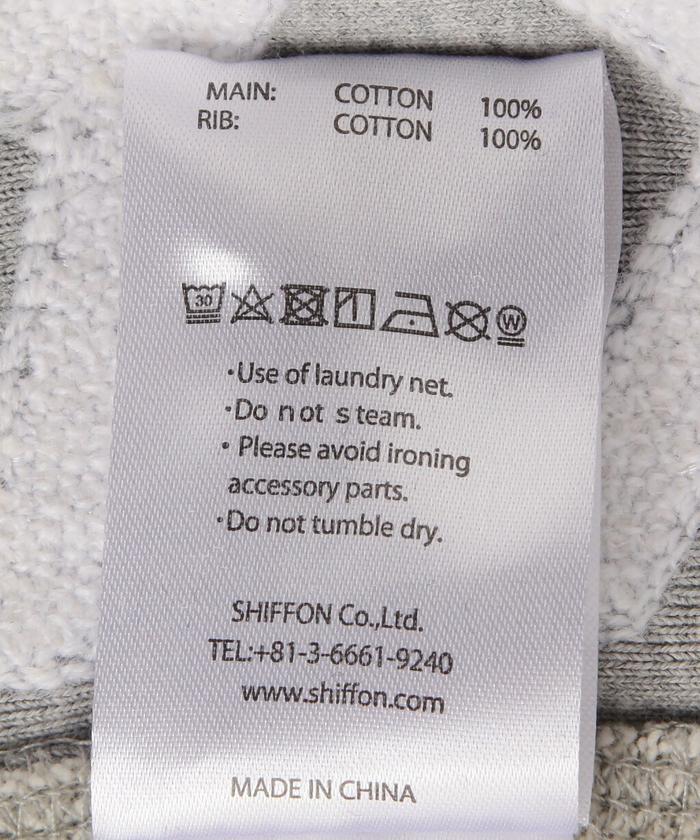 MAIN: COTTON 100%
RIB: COTTON 100%
30 W
・Use of laundry net.
・Do not steam.
・Please avoid ironing
accessory parts.
・Do not tumble dry.
SHIFFON Co.,Ltd.
TEL:+81-3-6661-9240
www.shiffon.com
MADE IN CHINA